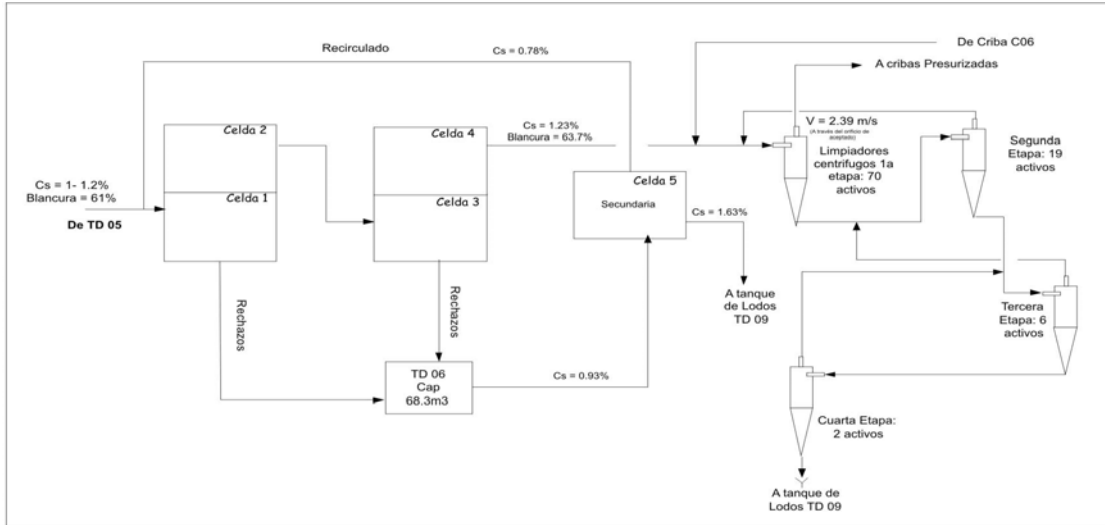 Recirculado
Cs = 0.78%
De Criba C06
A cribas Presurizadas
Celda 2
Celda 1
Cs = 1- 1.2%
Blancura = 61%
De TD 05
Celda 4
Celda 3
Cs = 1.23%
Blancura = 63.7%
Celda 5
Secundaria
Cs = 1.63%
V = 2.39 m/s
(A través del orificio de
aceptado)
Limpiadores
centrifugos 1a
etapa: 70
activos
Segunda
Etapa: 19
activos
Rechazos
Rechazos
A tanque
de Lodos
TD 09
Tercera
Etapa: 6
activos
TD 06
Cap
68.3m3
Cs = 0.93%
Cuarta Etapa:
2 activos
A tanque de
Lodos TD 09